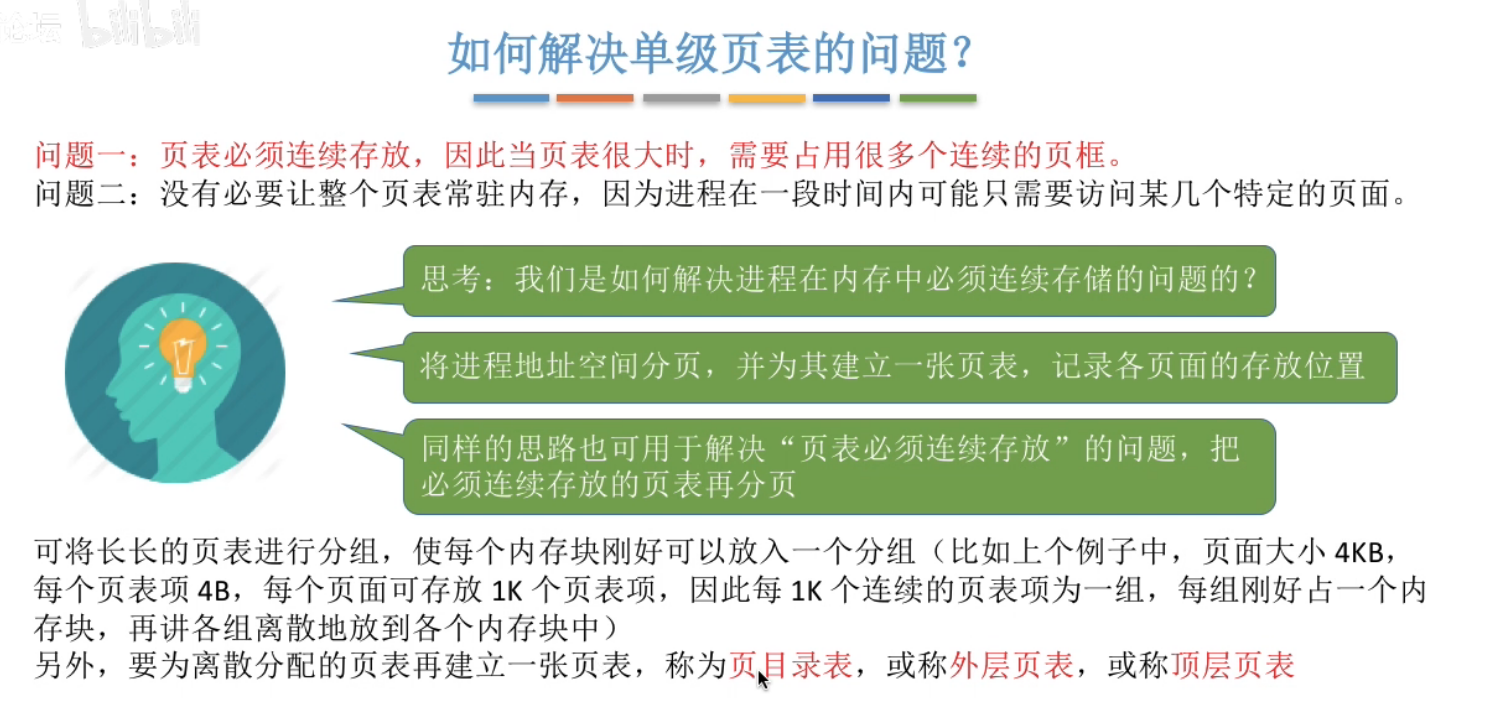 论坛 bilibili
如何解决单级页表的问题？
问题一：页表必须连续存放，因此当页表很大时，需要占用很多个连续的页框。
问题二：没有必要让整个页表常驻内存，因为进程在一段时间内可能只需要访问某几个特定的页面。
思考：我们是如何解决进程在内存中必须连续存储的问题的？
将进程地址空间分页，并为其建立一张页表，记录各页面的存放位置
同样的思路也可用于解决“页表必须连续存放”的问题，把
必须连续存放的页表再分页
可将长长的页表进行分组，使每个内存块刚好可以放入一个分组（比如上个例子中，页面大小 4KB，
每个页表项 4B，每个页面可存放 1K 个页表项，因此每 1K 个连续的页表项为一组，每组刚好占一个内
存块，再讲各组离散地放到各个内存块中）
另外，要为离散分配的页表再建立一张页表，称为页目录表，或称外层页表，或称顶层页表